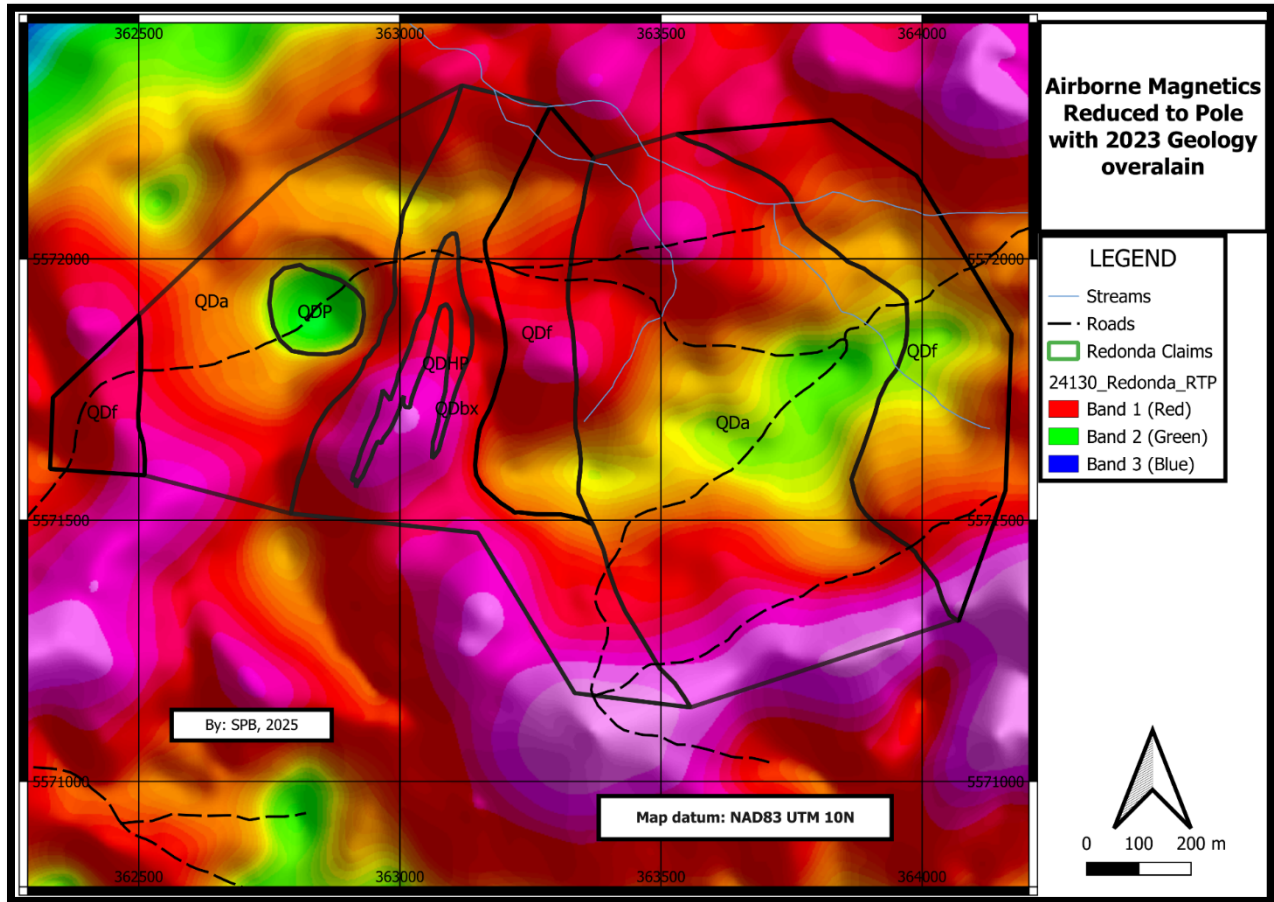 362500
363000
363500
364000
5572000
5572000
5571500
5571500
5571000
5571000
362500
363000
363500
364000
QDa
QDP
QDf
QDHP
QDbx
QDf
QDa
QDf
By: SPB, 2025
Map datum: NAD83 UTM 10N
Airborne Magnetics
Reduced to Pole
with 2023 Geology
overalain
LEGEND
Streams
Roads
Redonda Claims
24130_Redonda_RTP
Band 1 (Red)
Band 2 (Green)
Band 3 (Blue)
0 100 200 m